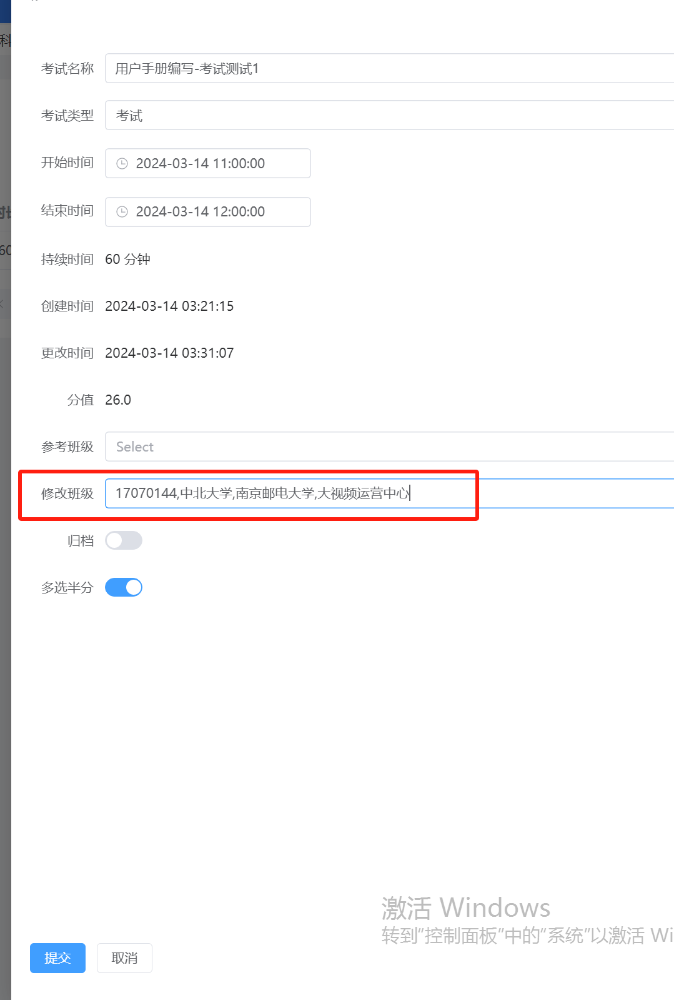 科
考试名称 用户手册编写-考试测试1
考试类型 考试
开始时间 2024-03-14 11:00:00
结束时间 2024-03-14 12:00:00
持续时间 60 分钟
60
创建时间 2024-03-14 03:21:15
更改时间 2024-03-14 03:31:07
分值 26.0
参考班级 Select
修改班级 17070144,中北大学,南京邮电大学,大视频运营中心
归档
多选半分
激活 Windows
转到“控制面板”中的“系统”以激活 Wi
提交 取消